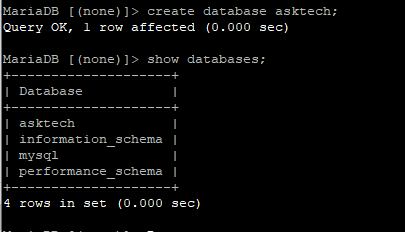 MariaDB [(none)]> create database asktech;
Query OK, 1 row affected (0.000 sec)
MariaDB [(none)]> show databases;
+--------------------+
| Database           |
+--------------------+
| asktech            |
| information_schema |
| mysql              |
| performance_schema |
+--------------------+
4 rows in set (0.000 sec)